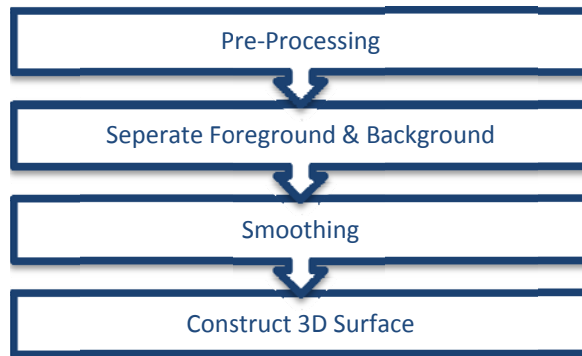 Pre-Processing
Seperate Foreground & Background
Smoothing
Construct 3D Surface